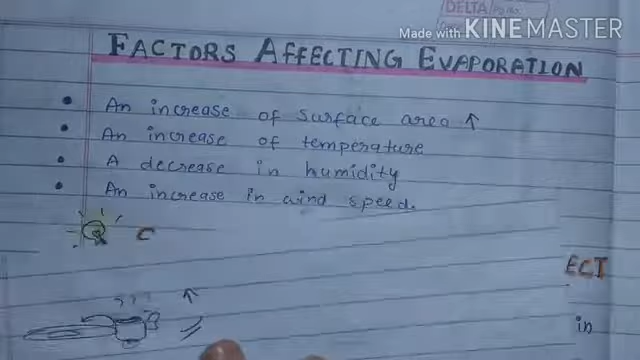 DELTA
Made with KINEMASTER
FACTORS AFFECTING EVAPORATION
• An increase of surface area ↑
• An increase of temperature
• A decrease in humidity
• An increase in wind speed.
C
ECT
↑
in